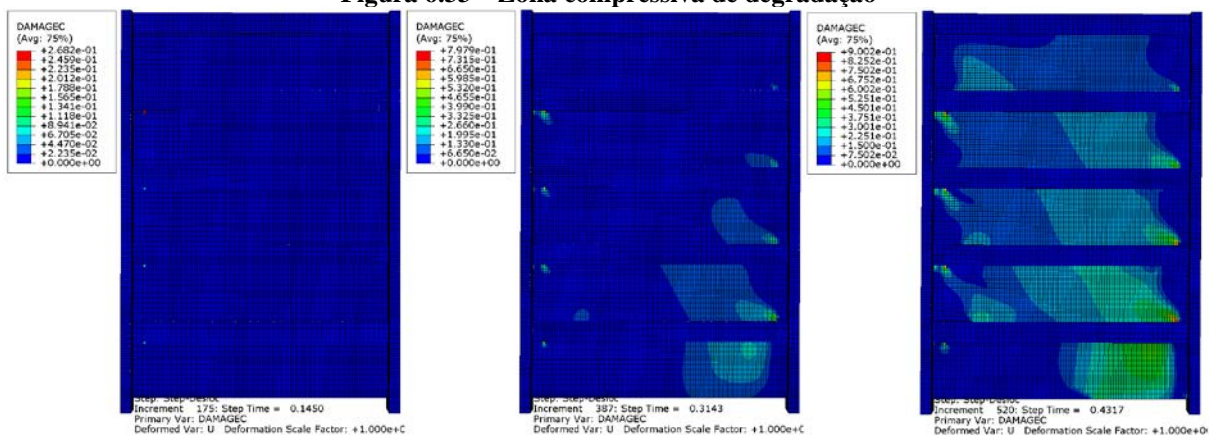 Figura 6.33 – Zona compressiva de degradação
DAMAGEC
(Avg: 75%)
+2.682e-01
+2.459e-01
+2.235e-01
+2.012e-01
+1.788e-01
+1.565e-01
+1.341e-01
+1.118e-01
+8.941e-02
+6.705e-02
+4.470e-02
+2.235e-02
+0.000e+00
Increment 175: Step Time = 0.1450
Primary Var: DAMAGEC
Deformed Var: U Deformation Scale Factor: +1.000e+0
DAMAGEC
(Avg: 75%)
+7.979e-01
+7.315e-01
+6.650e-01
+5.985e-01
+5.320e-01
+4.655e-01
+3.990e-01
+3.325e-01
+2.660e-01
+1.995e-01
+1.330e-01
+6.650e-02
+0.000e+00
Step: Step-Desloc
Increment 387: Step Time = 0.3143
Primary Var: DAMAGEC
Deformed Var: U Deformation Scale Factor: +1.000e+0
DAMAGEC
(Avg: 75%)
+9.002e-01
+8.252e-01
+7.502e-01
+6.752e-01
+6.002e-01
+5.251e-01
+4.501e-01
+3.751e-01
+3.001e-01
+2.251e-01
+1.500e-01
+7.502e-02
+0.000e+00
Step: Step-Desloc
Increment 520: Step Time = 0.4317
Primary Var: DAMAGEC
Deformed Var: U Deformation Scale Factor: +1.000e+0